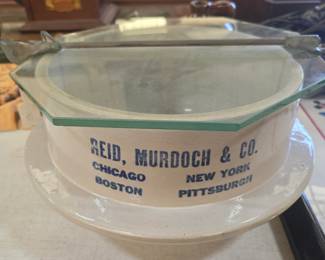 REID, MURDOCH & CO.
CHICAGO NEW YORK
BOSTON PITTSBURGH